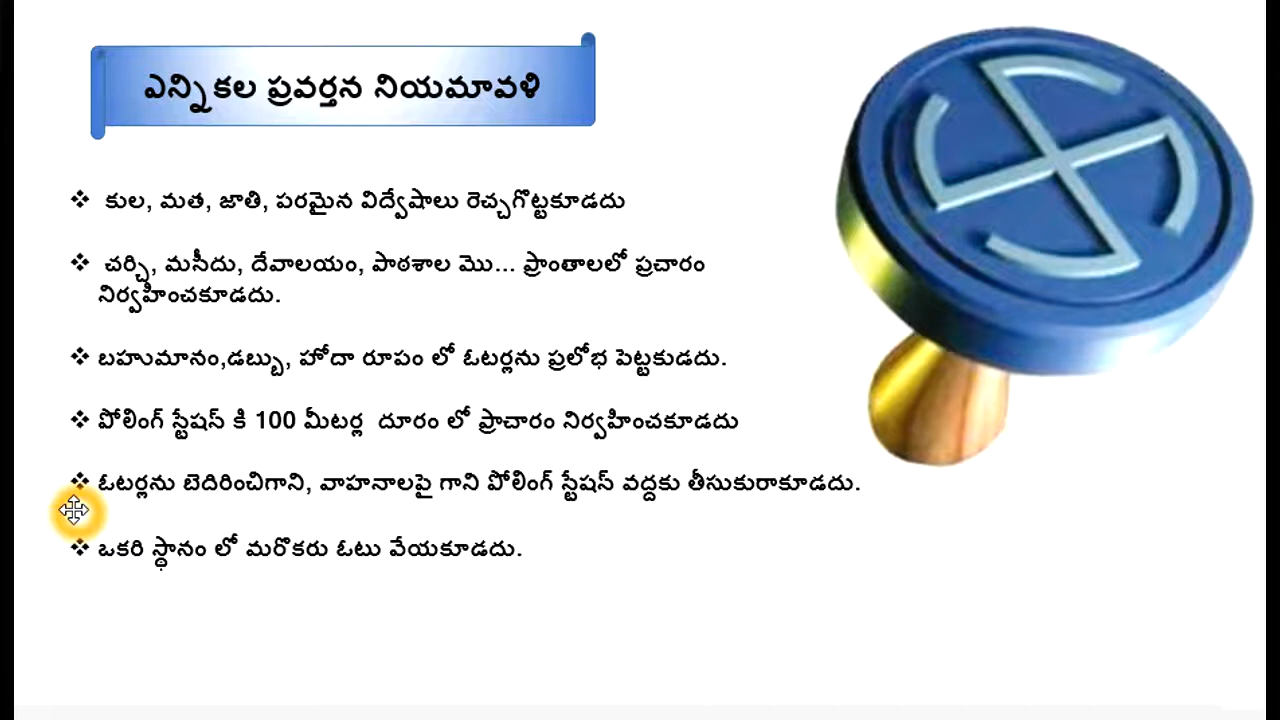 ఎన్నికల ప్రవర్తన నియమావళి
❖ కుల, మత, జాతి, పరమైన విద్వేషాలు రెచ్చగొట్టకూడదు
❖ చర్చి, మసీదు, దేవాలయం, పాఠశాల మొ... ప్రాంతాలలో ప్రచారం
నిర్వహించకూడదు.
❖ బహుమానం,డబ్బు, హోదా రూపం లో ఓటర్లను ప్రలోభ పెట్టకుడదు.
❖ పోలింగ్ స్టేషస్ కి 100 మీటర్ల దూరం లో ప్రాచారం నిర్వహించకూడదు
❖ ఓటర్లను బెదిరించిగాని, వాహనాలపై గాని పోలింగ్ స్టేషస్ వద్దకు తీసుకురాకూడదు.
❖ ఒకరి స్థానం లో మరొకరు ఓటు వేయకూడదు.